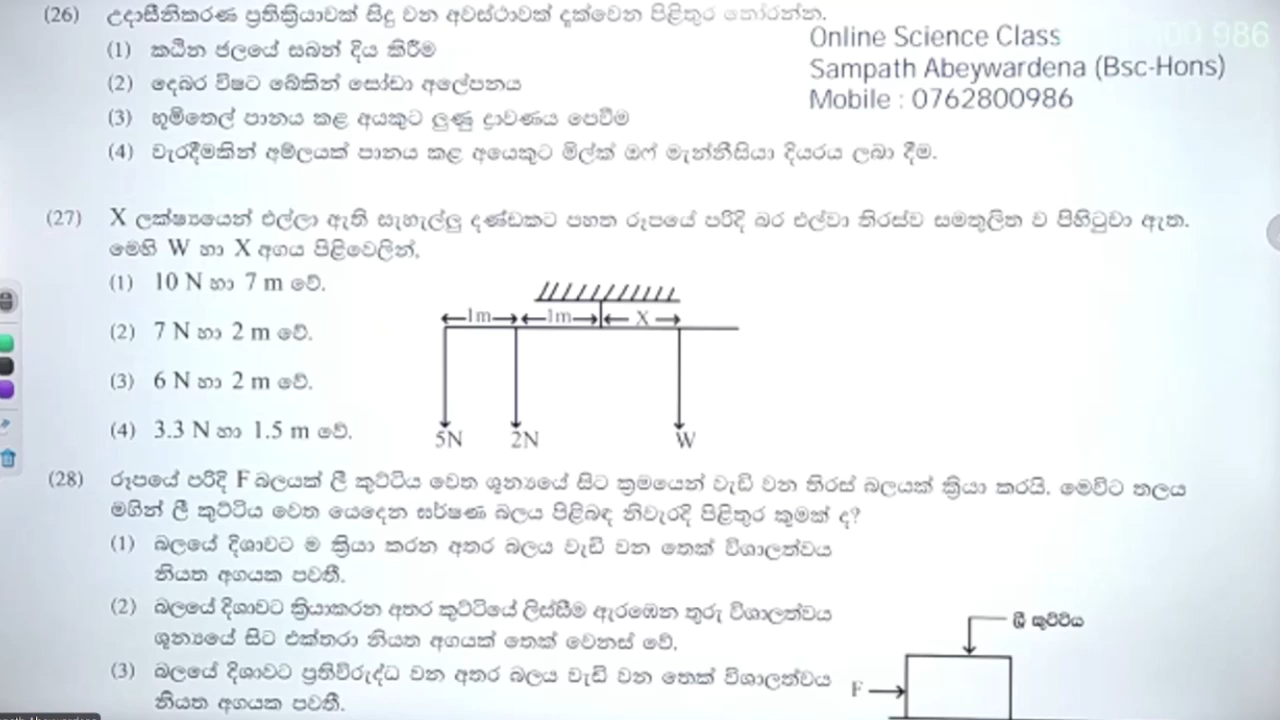 (26) උදාසීනිකරණ ප්‍රතික්‍රියාවක් සිදු වන අවස්ථාවක් දැක්වෙන පිළිතුර තෝරන්න.
Online Science Class
986
Sampath Abeywardena (Bsc-Hons)
Mobile : 0762800986
(1) කඨින ජලයේ සබන් දිය කිරීම
(2) දෙබර විෂට බේකින් සෝඩා ආලේපනය
(3) භූමිතෙල් පානය කළ අයකුට ලුණු ද්‍රාවණය පෙවීම
(4) වැරදීමකින් අම්ලයක් පානය කළ අයෙකුට මිල්ක් ඔෆ් මැග්නීසියා දියරය ලබා දීම.
(27) X ලක්ෂ්‍යයෙන් එල්ලා ඇති සැහැල්ලු දණ්ඩකට පහත රූපයේ පරිදි බර එල්වා තිරස්ව සමතුලිත ව පිහිටුවා ඇත.
මෙහි W හා X අගය පිළිවෙලින්,
(1) 10 N හා 7 m වේ.
(2) 7 N හා 2 m වේ.
(3) 6 N හා 2 m වේ.
(4) 3.3 N හා 1.5 m වේ.
1m 1m X
5N 2N W
(28) රූපයේ පරිදි F බලයක් ලී කුට්ටිය වෙත ශුන්‍යයේ සිට ක්‍රමයෙන් වැඩි වන තිරස් බලයක් ක්‍රියා කරයි. මෙවිට තලය
මගින් ලී කුට්ටිය වෙත යෙදෙන ඝර්ෂණ බලය පිළිබඳ නිවැරදි පිළිතුර කුමක් ද?
(1) බලයේ දිශාවට ම ක්‍රියා කරන අතර බලය වැඩි වන තෙක් විශාලත්වය
නියත අගයක පවතී.
(2) බලයේ දිශාවට ක්‍රියාකරන අතර කුට්ටියේ ලිස්සීම ඇරඹෙන තුරු විශාලත්වය
ශුන්‍යයේ සිට එක්තරා නියත අගයක් තෙක් වෙනස් වේ.
(3) බලයේ දිශාවට ප්‍රතිවිරුද්ධ වන අතර බලය වැඩි වන තෙක් විශාලත්වය
නියත අගයක පවතී.
ලී කුට්ටිය
F